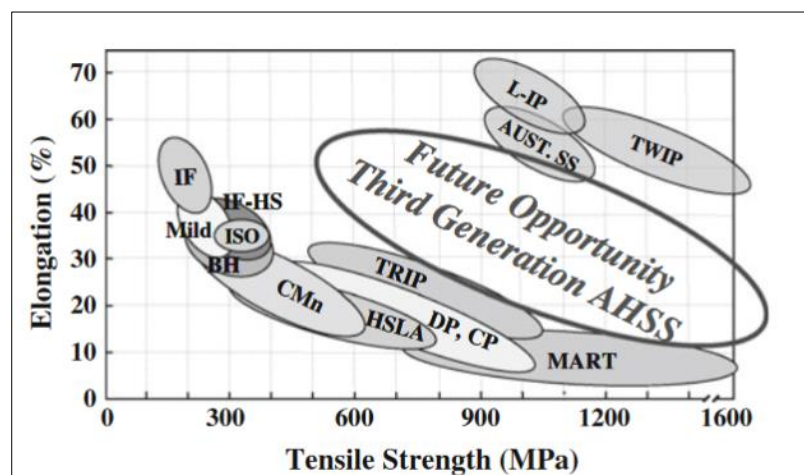 70
60
50
40
30
20
10
0
Elongation (%)
L-IP
AUST. SS
TWIP
Future Opportunity
Third Generation AHSS
IF
IF-HS
Mild
ISO
BH
TRIP
CMn
HSLA
DP, CP
MART
0 300 600 900 1200 1600
Tensile Strength (MPa)